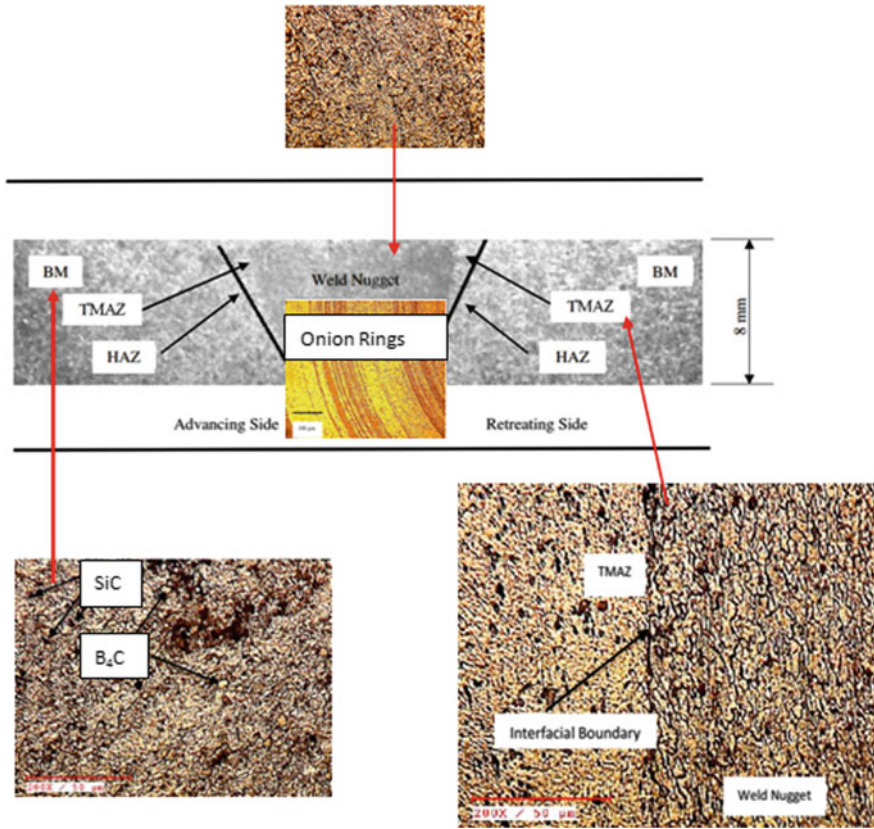 BM
Weld Nugget
BM
TMAZ
TMAZ
Onion Rings
HAZ
HAZ
8 mm
Advancing Side
Retreating Side
SiC
B₄C
200X / 50 µm
TMAZ
Interfacial Boundary
Weld Nugget
200X / 50 µm